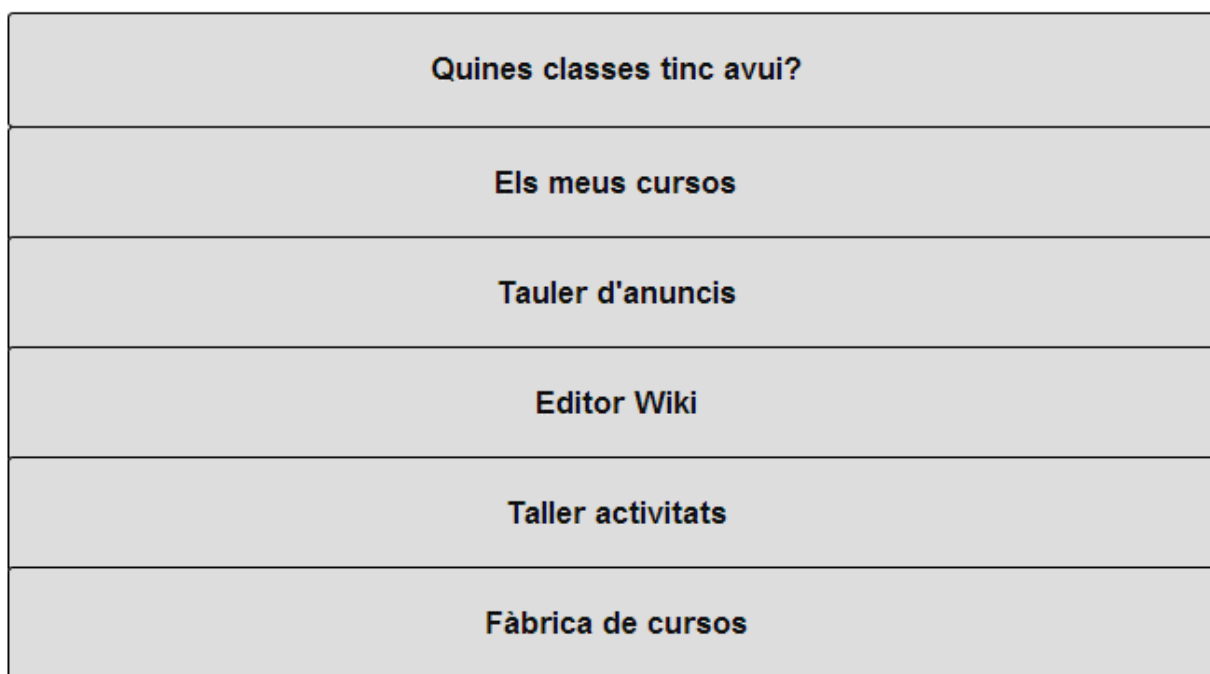 Quines classes tinc avui?
Els meus cursos
Tauler d'anuncis
Editor Wiki
Taller activitats
Fàbrica de cursos